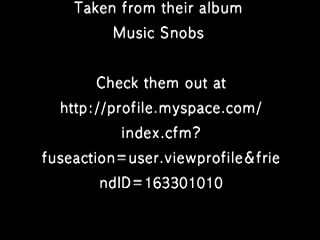 Taken from their album
Music Snobs
Check them out at
http://profile.myspace.com/
index.cfm?
fuseaction=user.viewprofile&frie
ndID=163301010